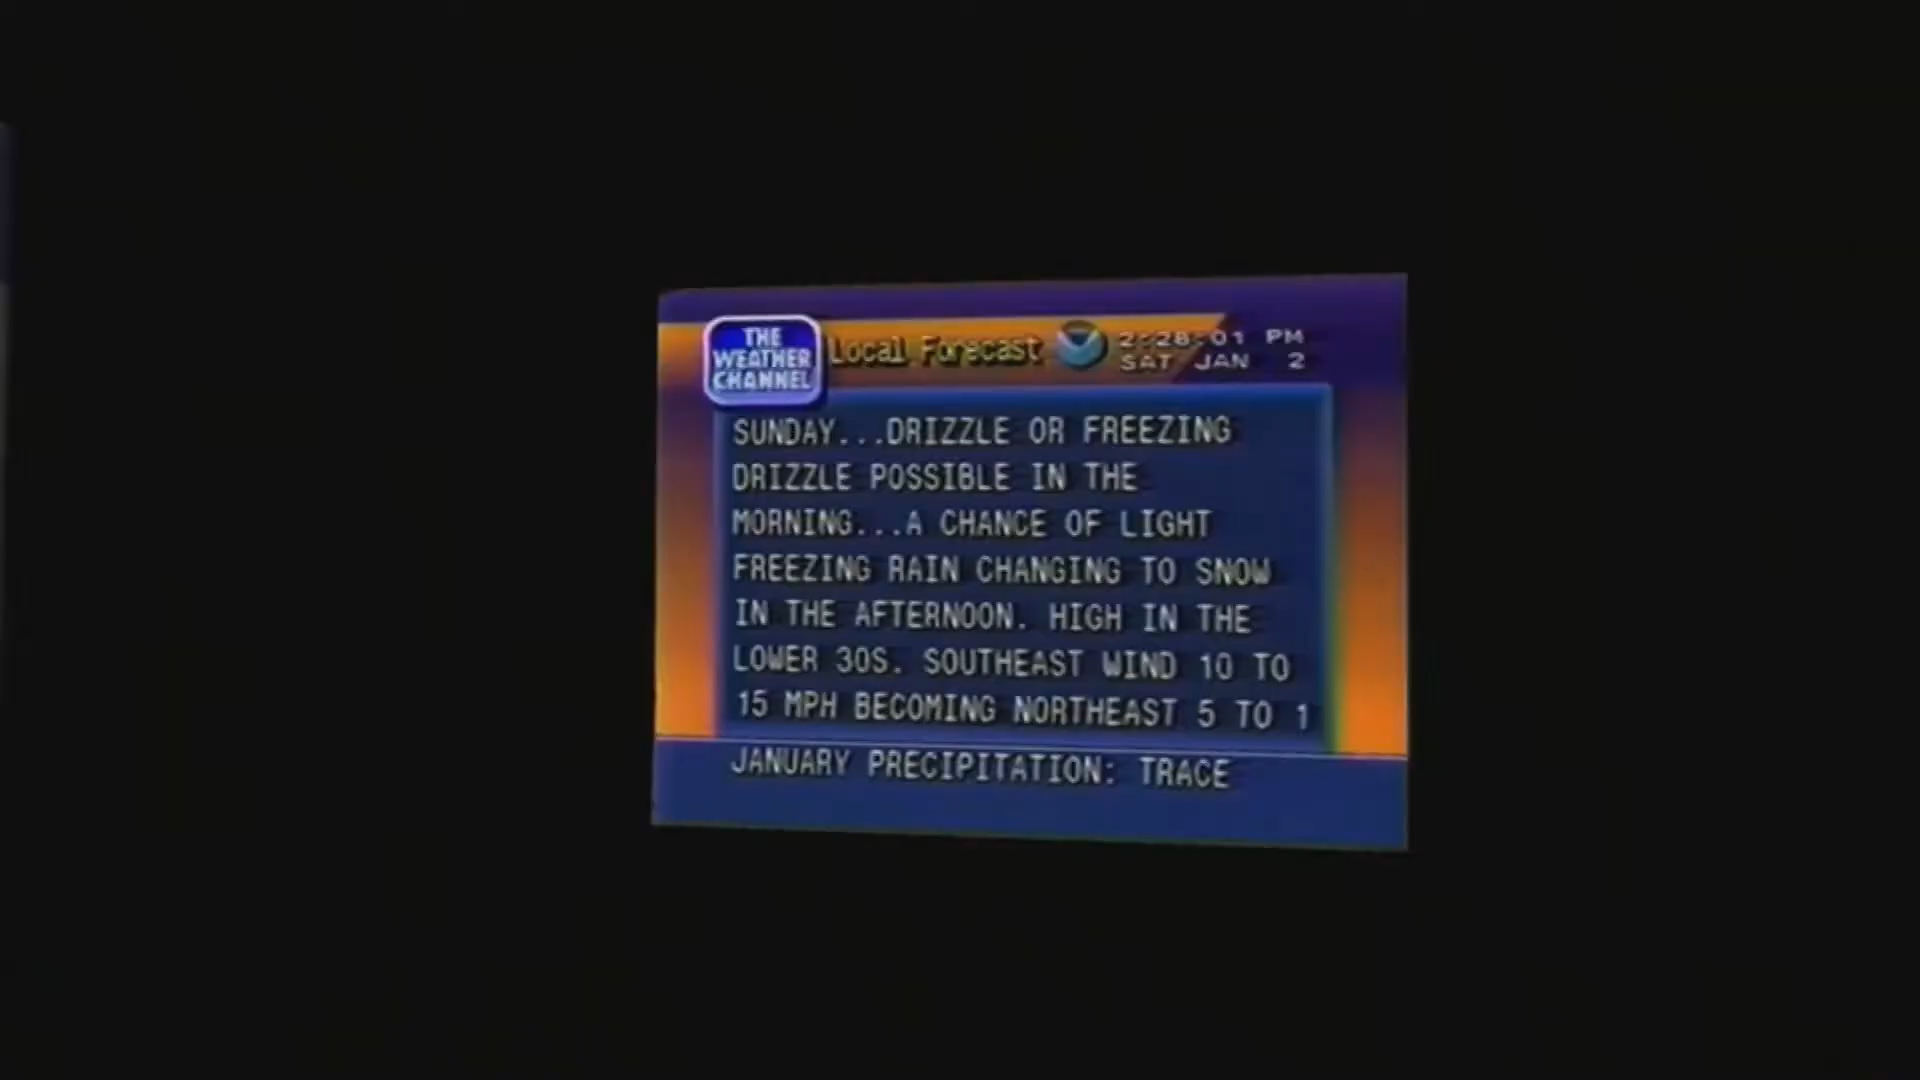 THE
WEATHER
CHANNEL
Local Forecast
2:28:01 PM
SAT JAN 2
SUNDAY...DRIZZLE OR FREEZING
DRIZZLE POSSIBLE IN THE
MORNING...A CHANCE OF LIGHT
FREEZING RAIN CHANGING TO SNOW
IN THE AFTERNOON. HIGH IN THE
LOWER 30S. SOUTHEAST WIND 10 TO
15 MPH BECOMING NORTHEAST 5 TO 1
JANUARY PRECIPITATION: TRACE